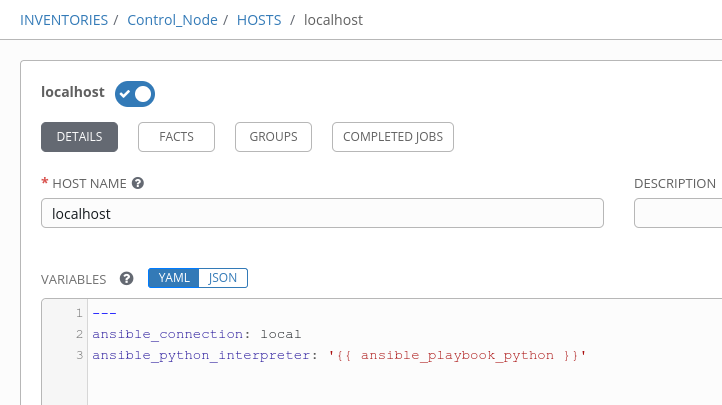 INVENTORIES / Control_Node / HOSTS / localhost
localhost
DETAILS FACTS GROUPS COMPLETED JOBS
* HOST NAME ? DESCRIPTION
localhost
VARIABLES ? YAML JSON
1 ---
2 ansible_connection: local
3 ansible_python_interpreter: '{{ ansible_playbook_python }}'